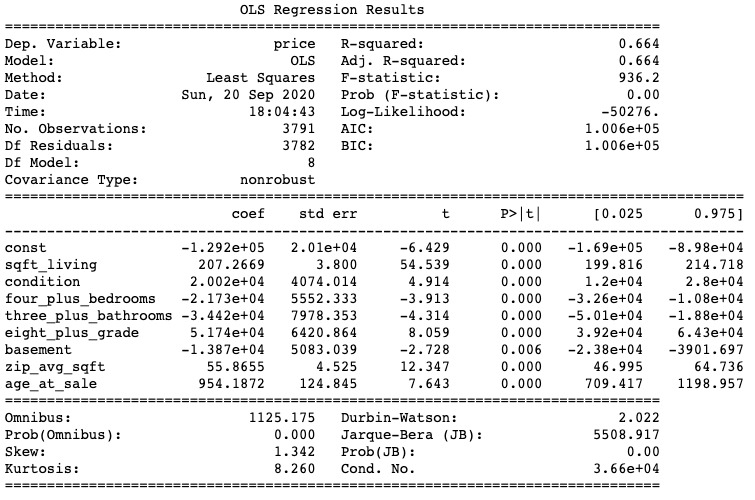 OLS Regression Results
==============================================================================
Dep. Variable:                  price   R-squared:                       0.664
Model:                            OLS   Adj. R-squared:                  0.664
Method:                 Least Squares   F-statistic:                     936.2
Date:                Sun, 20 Sep 2020   Prob (F-statistic):               0.00
Time:                        18:04:43   Log-Likelihood:                -50276.
No. Observations:                3791   AIC:                         1.006e+05
Df Residuals:                    3782   BIC:                         1.006e+05
Df Model:                           8
Covariance Type:            nonrobust
========================================================================================
coef    std err          t      P>|t|      [0.025      0.975]
----------------------------------------------------------------------------------------
const                -1.292e+05   2.01e+04     -6.429      0.000   -1.69e+05   -8.98e+04
sqft_living            207.2669      3.800     54.539      0.000     199.816     214.718
condition             2.002e+04   4074.014      4.914      0.000     1.2e+04     2.8e+04
four_plus_bedrooms   -2.173e+04   5552.333     -3.913      0.000   -3.26e+04   -1.08e+04
three_plus_bathrooms -3.442e+04   7978.353     -4.314      0.000   -5.01e+04   -1.88e+04
eight_plus_grade      5.174e+04   6420.864      8.059      0.000    3.92e+04    6.43e+04
basement             -1.387e+04   5083.039     -2.728      0.006   -2.38e+04   -3901.697
zip_avg_sqft            55.8655      4.525     12.347      0.000      46.995      64.736
age_at_sale            954.1872    124.845      7.643      0.000     709.417    1198.957
==============================================================================
Omnibus:                     1125.175   Durbin-Watson:                   2.022
Prob(Omnibus):                  0.000   Jarque-Bera (JB):             5508.917
Skew:                           1.342   Prob(JB):                         0.00
Kurtosis:                       8.260   Cond. No.                     3.66e+04
==============================================================================